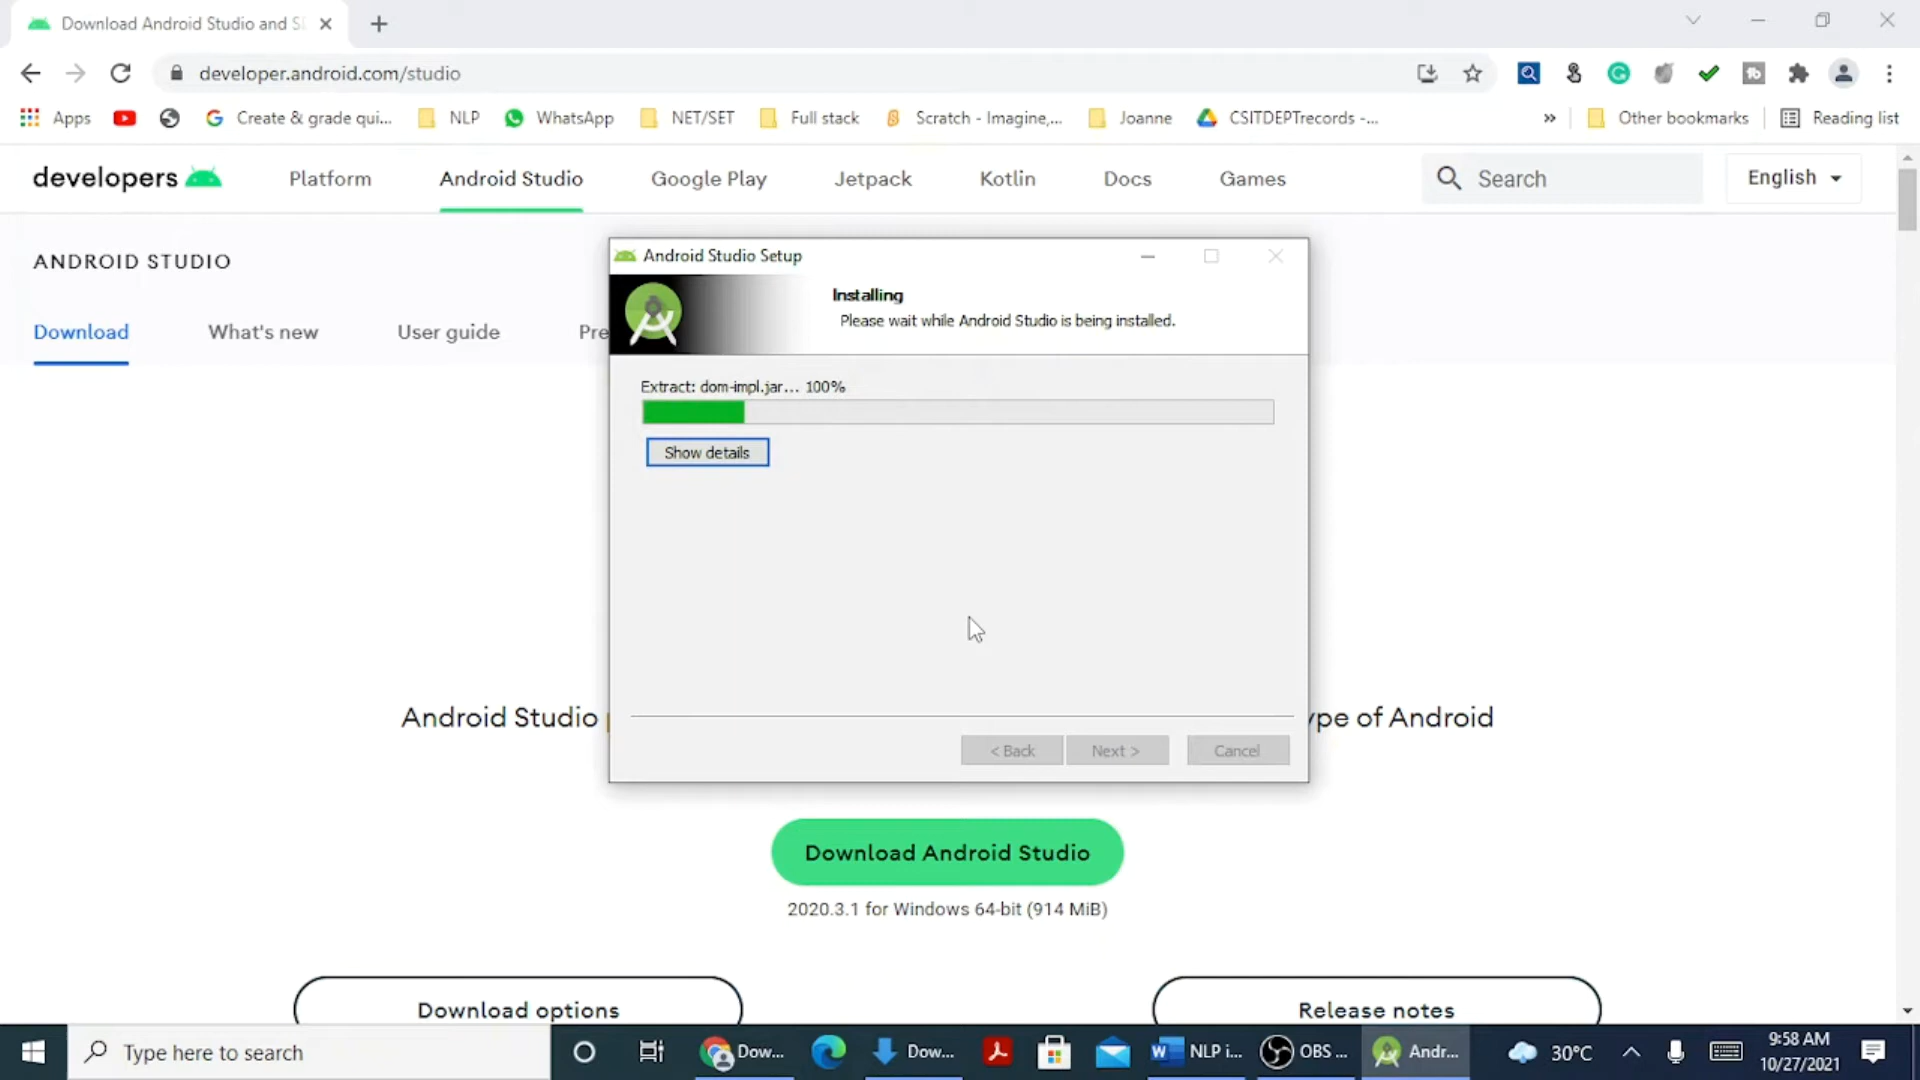 Download Android Studio and S
developer.android.com/studio
Apps
Create & grade qui...
NLP
WhatsApp
NET/SET
Full stack
Scratch - Imagine,...
Joanne
CSITDEPTrecords -...
»
Other bookmarks
Reading list
developers
Platform
Android Studio
Google Play
Jetpack
Kotlin
Docs
Games
Search
English
ANDROID STUDIO
Download
What's new
User guide
Pre
Android Studio Setup
Installing
Please wait while Android Studio is being installed.
Extract: dom-impl.jar... 100%
Show details
Android Studio
ype of Android
< Back
Next >
Cancel
Download Android Studio
2020.3.1 for Windows 64-bit (914 MiB)
Download options
Release notes
Type here to search
Dow...
Dow...
NLP i...
OBS ...
Andr...
30°C
9:58 AM
10/27/2021